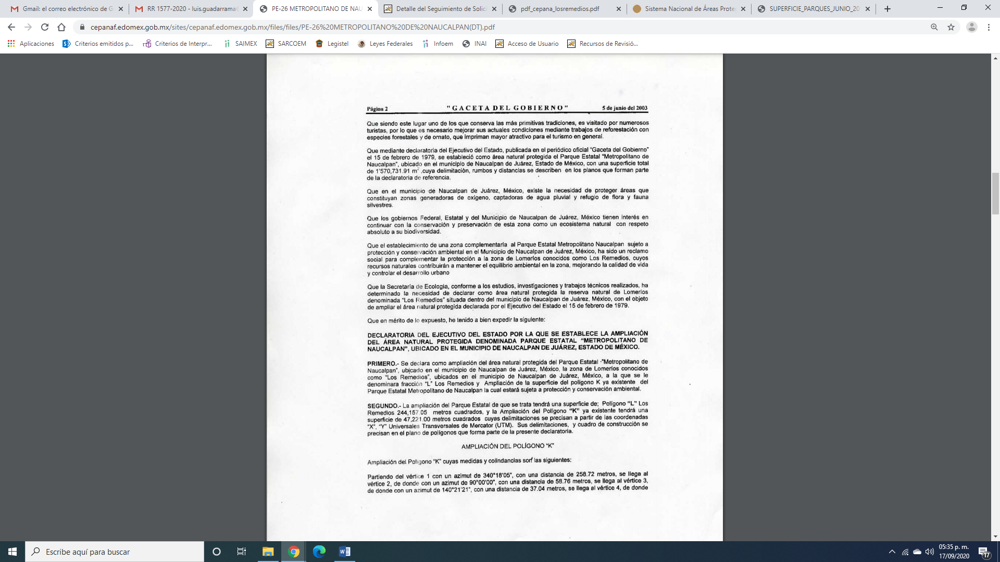 Gmail: el correo electrónico de G
RR 1577-2020 - luis.guadarrama
PE-26 METROPOLITANO DE NAU
Detalle del Seguimiento de Solici
pdf_cepana_losremedios.pdf
Sistema Nacional de Áreas Prote
SUPERFICIE_PARQUES_JUNIO_20
cepanaf.edomex.gob.mx/sites/cepanaf.edomex.gob.mx/files/files/PE-26%20METROPOLITANO%20DE%20NAUCALPAN(DT).pdf
Aplicaciones
Criterios emitidos p...
Criterios de Interpr...
SAIMEX
SARCOEM
Legistel
Leyes Federales
Infoem
INAI
Acceso de Usuario
Recursos de Revisió...
Página 2 "GACETA DEL GOBIERNO" 5 de junio del 2003
Que siendo este lugar uno de los que conserva las más primitivas tradiciones, es visitado por numerosos
turistas, por lo que es necesario mejorar sus actuales condiciones mediante trabajos de reforestación con
especies forestales y de ornato, que impriman mayor atractivo para el turismo en general.
Que mediante declaratoria del Ejecutivo del Estado, publicada en el periódico oficial "Gaceta del Gobierno"
el 15 de febrero de 1979, se estableció como área natural protegida el Parque Estatal "Metropolitano de
Naucalpan", ubicado en el municipio de Naucalpan de Juárez, Estado de México, con una superficie total
de 1'570,731.91 m² ,cuya delimitación, rumbos y distancias se describen en los planos que forman parte
de la declaratoria de referencia.
Que en el municipio de Naucalpan de Juárez, México, existe la necesidad de proteger áreas que
constituyan zonas generadoras de oxígeno, captadoras de agua pluvial y refugio de flora y fauna
silvestres.
Que los gobiernos Federal, Estatal y del Municipio de Naucalpan de Juárez, México tienen interés en
continuar con la conservación y preservación de esta zona como un ecosistema natural con respeto
absoluto a su biodiversidad.
Que el establecimiento de una zona complementaría al Parque Estatal Metropolitano Naucalpan sujeto a
protección y conservación ambiental en el Municipio de Naucalpan de Juárez, México, ha sido un reclamo
social para complementar la protección a la zona de Lomeríos conocidos como Los Remedios, cuyos
recursos naturales contribuirán a mantener el equilibrio ambiental en la zona, mejorando la calidad de vida
y controlar el desarrollo urbano
Que la Secretaría de Ecología, conforme a los estudios, investigaciones y trabajos técnicos realizados, ha
determinado la necesidad de declarar como área natural protegida la reserva natural de Lomeríos
denominada "Los Remedios" situada dentro del municipio de Naucalpan de Juárez, México, con el objeto
de ampliar el área natural protegida declarada por el Ejecutivo del Estado el 15 de febrero de 1979.
Que en mérito de lo expuesto, he tenido a bien expedir la siguiente:
DECLARATORIA DEL EJECUTIVO DEL ESTADO POR LA QUE SE ESTABLECE LA AMPLIACIÓN
DEL ÁREA NATURAL PROTEGIDA DENOMINADA PARQUE ESTATAL "METROPOLITANO DE
NAUCALPAN", UBICADO EN EL MUNICIPIO DE NAUCALPAN DE JUÁREZ, ESTADO DE MÉXICO.
PRIMERO.- Se declara como ampliación del área natural protegida del Parque Estatal "Metropolitano de
Naucalpan", ubicado en el municipio de Naucalpan de Juárez, México, la zona de Lomeríos conocidos
como "Los Remedios", ubicados en el municipio de Naucalpan de Juárez, México, a la que se le
denominara fracción "L" Los Remedios y Ampliación de la superficie del polígono K ya existente del
Parque Estatal Metropolitano de Naucalpan la cual estará sujeta a protección y conservación ambiental.
SEGUNDO.- La ampliación del Parque Estatal de que se trata tendrá una superficie de; Polígono "L" Los
Remedios 244,157.05 metros cuadrados, y la Ampliación del Polígono "K" ya existente tendrá una
superficie de 47,221.00 metros cuadrados cuyas delimitaciones se precisan a partir de las coordenadas
"X", "Y" Universales Transversales de Mercator (UTM). Sus delimitaciones, y cuadro de construcción se
precisan en el plano de polígonos que forma parte de la presente declaratoria.
AMPLIACIÓN DEL POLÍGONO "K"
Ampliación del Polígono "K" cuyas medidas y colindancias son las siguientes:
Partiendo del vértice 1 con un azimut de 340°18'05", con una distancia de 258.72 metros, se llega al
vértice 2, de donde con un azimut de 90°00'00", con una distancia de 58.76 metros, se llega al vértice 3,
de donde con un azimut de 140°21'21", con una distancia de 37.04 metros, se llega al vértice 4, de donde
Escribe aquí para buscar
05:35 p. m.
17/09/2020
17